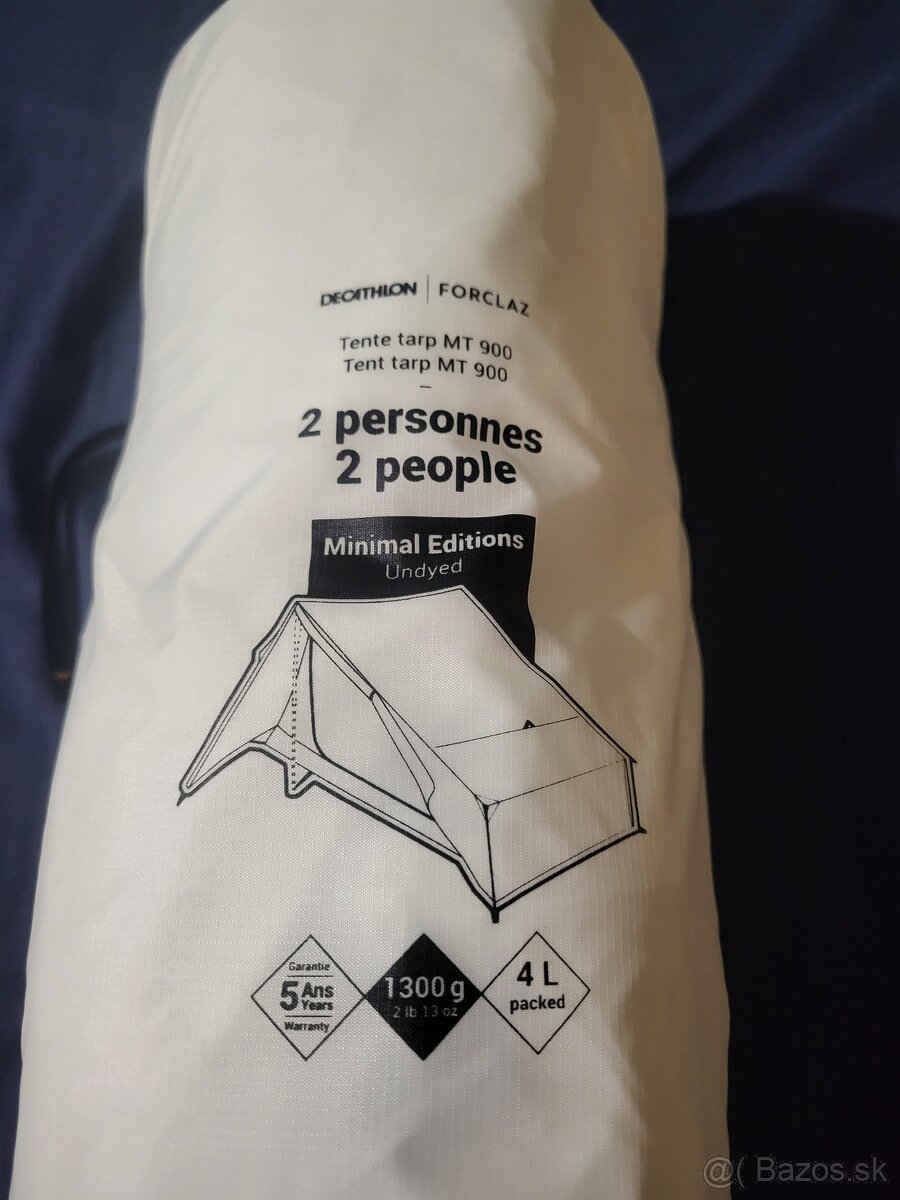 DECATHLON | FORCLAZ
Tente tarp MT 900
Tent tarp MT 900
–
2 personnes
2 people
Minimal Editions
Undyed
Garantie
5 Ans
Years
Warranty
1300 g
2 lb 13 oz
4 L
packed
@( Bazos.sk